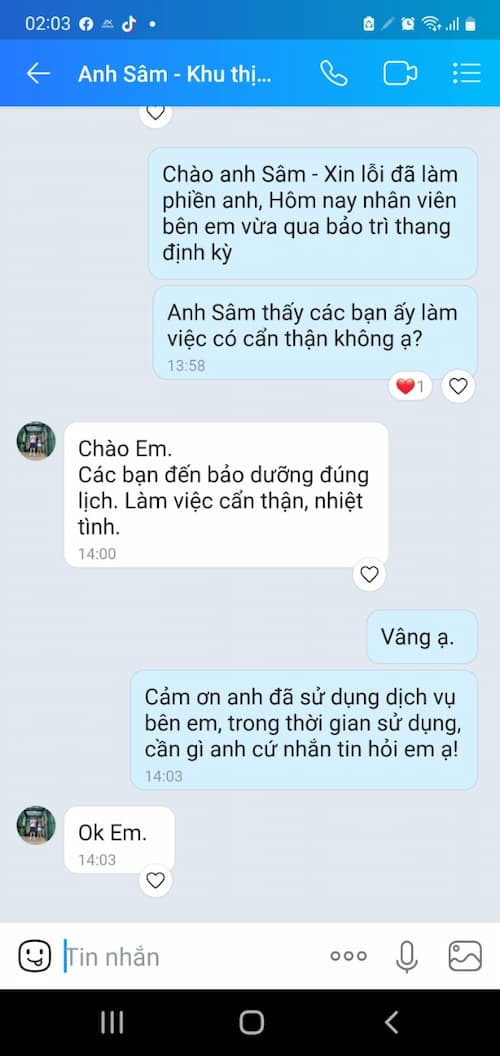 02:03
Anh Sâm - Khu thị...
Chào anh Sâm - Xin lỗi đã làm
phiền anh, Hôm nay nhân viên
bên em vừa qua bảo trì thang
định kỳ
Anh Sâm thấy các bạn ấy làm
việc có cẩn thận không ạ?
13:58
1
Chào Em.
Các bạn đến bảo dưỡng đúng
lịch. Làm việc cẩn thận, nhiệt
tình.
14:00
Vâng ạ.
Cảm ơn anh đã sử dụng dịch vụ
bên em, trong thời gian sử dụng,
cần gì anh cứ nhắn tin hỏi em ạ!
14:03
Ok Em.
14:03
Tin nhắn